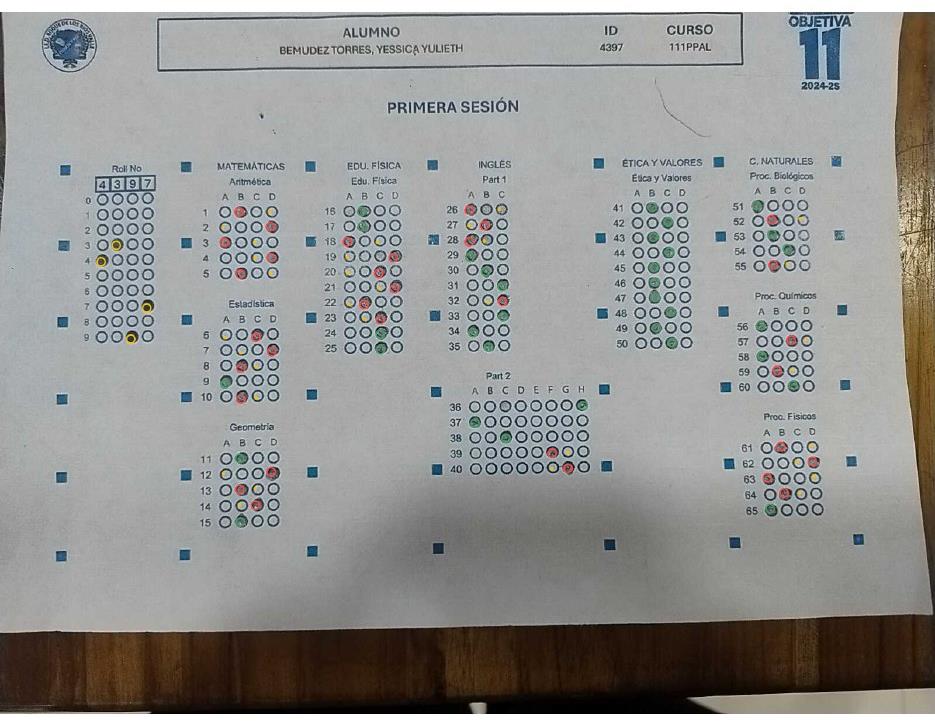 I.E.D. ROQUE DE LOS RIOS VALLE
ALUMNO ID CURSO
BEMUDEZ TORRES, YESSICA YULIETH 4397 111PPAL
OBJETIVA
11
2024-2S
PRIMERA SESIÓN
Roll No MATEMÁTICAS EDU. FÍSICA INGLÉS ÉTICA Y VALORES C. NATURALES
4 3 9 7 Aritmética Edu. Física Part 1 Ética y Valores Proc. Biológicos
A B C D A B C D A B C A B C D A B C D
0 1 16 26 41 51
1 2 17 27 42 52
2 3 18 28 43 53
3 4 19 29 44 54
4 5 20 30 45 55
5 21 31 46
6 Estadística 22 32 47 Proc. Químicos
7 A B C D 23 33 48 A B C D
8 6 24 34 49 56
9 7 25 35 50 57
8 58
9 59
10 60
Part 2
A B C D E F G H
36
37
38
39
40
Geometría Proc. Físicos
A B C D A B C D
11 61
12 62
13 63
14 64
15 65